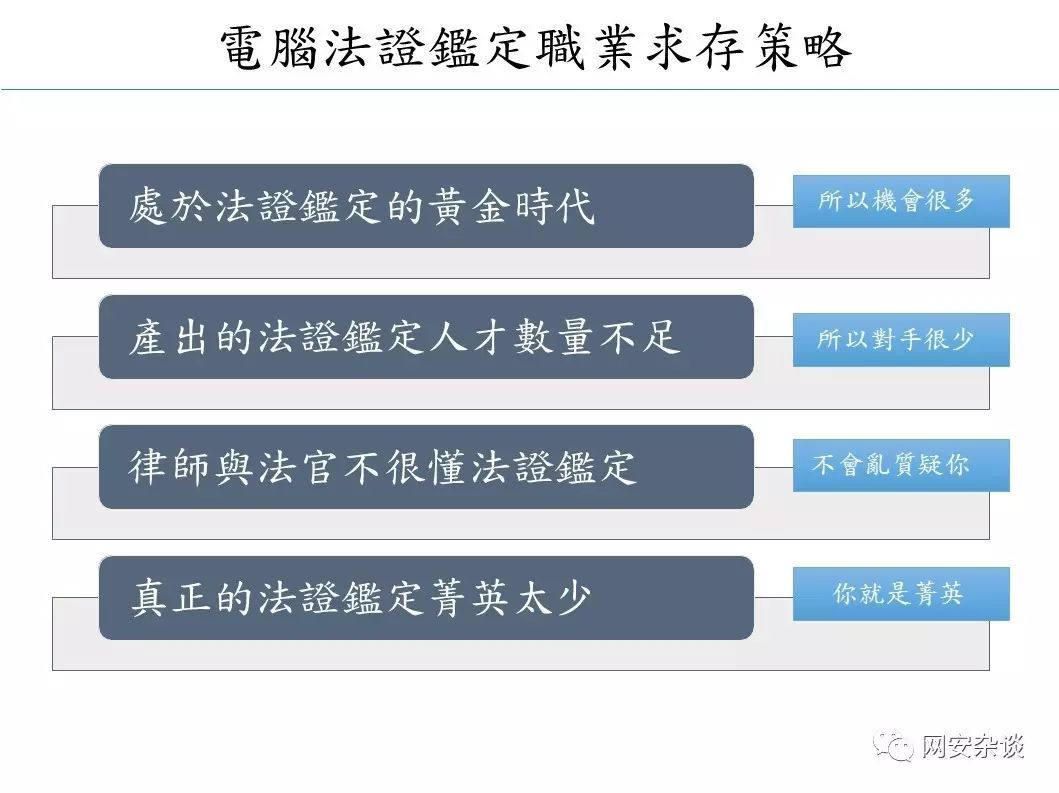 電腦法證鑑定職業求存策略
處於法證鑑定的黃金時代
所以機會很多
產出的法證鑑定人才數量不足
所以對手很少
律師與法官不很懂法證鑑定
不會亂質疑你
真正的法證鑑定菁英太少
你就是菁英
网安杂谈